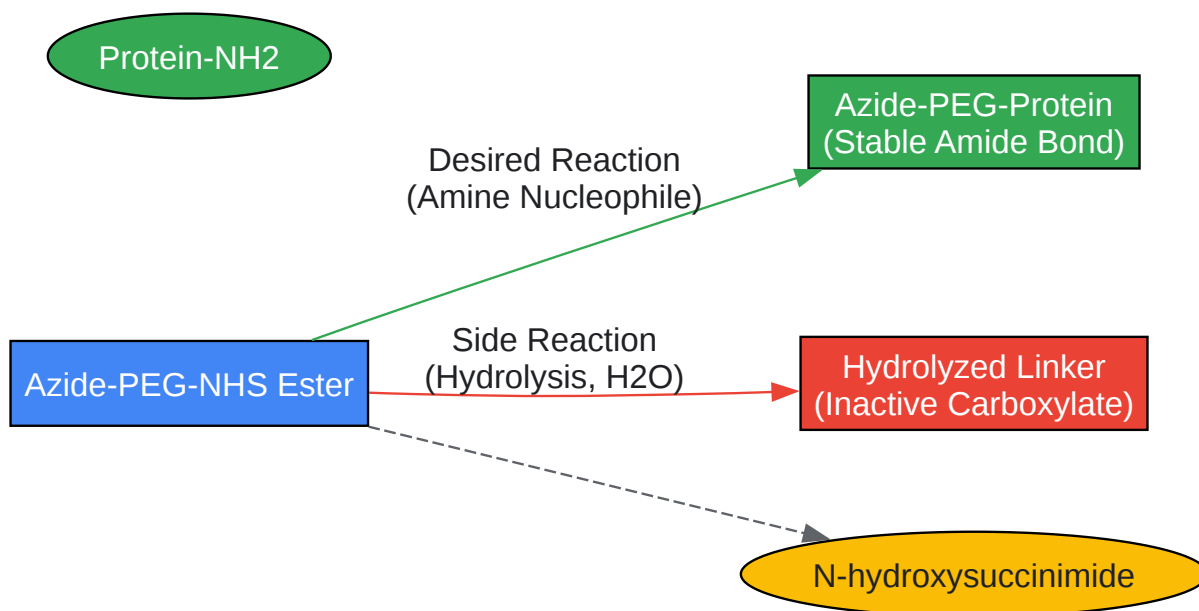 Protein-NH2
Azide-PEG-Protein
(Stable Amide Bond)
Desired Reaction
(Amine Nucleophile)
Side Reaction
(Hydrolysis, H2O)
Azide-PEG-NHS Ester
Hydrolyzed Linker
(Inactive Carboxylate)
N-hydroxysuccinimide